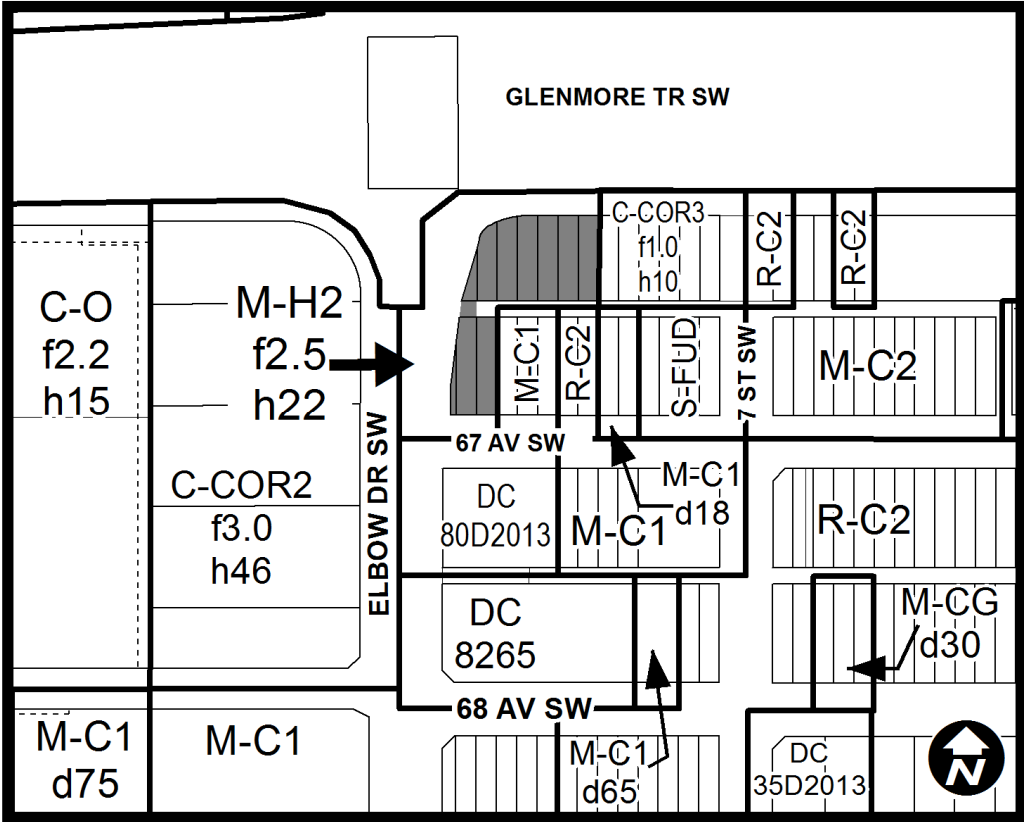 GLENMORE TR SW
C-COR3
f1.0
h10
R-C2
R-C2
C-O
f2.2
h15
M-H2
f2.5
h22
M-C1
R-C2
S-FUD
7 ST SW
M-C2
67 AV SW
ELBOW DR SW
C-COR2
f3.0
h46
DC
80D2013
M-C1
M-C1
d18
R-C2
DC
8265
M-CG
d30
68 AV SW
M-C1
d75
M-C1
M-C1
d65
DC
35D2013
N